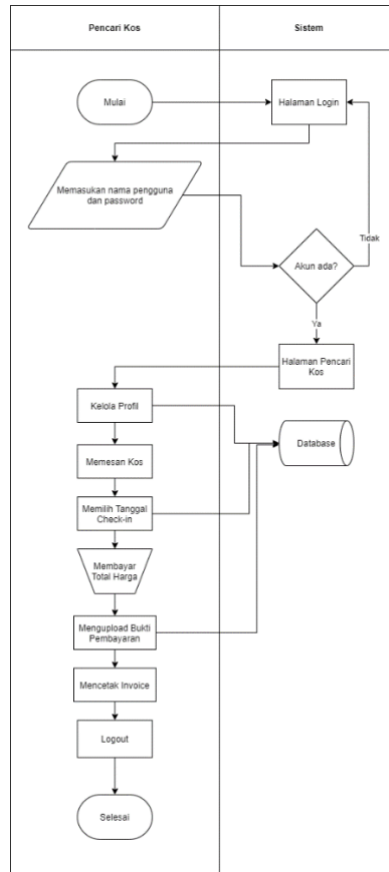 Pencari Kos
Sistem
Mulai
Halaman Login
Memasukan nama pengguna
dan password
Akun ada?
Tidak
Ya
Halaman Pencari
Kos
Kelola Profil
Database
Memesan Kos
Memilih Tanggal
Check-in
Membayar
Total Harga
Mengupload Bukti
Pembayaran
Mencetak Invoice
Logout
Selesai